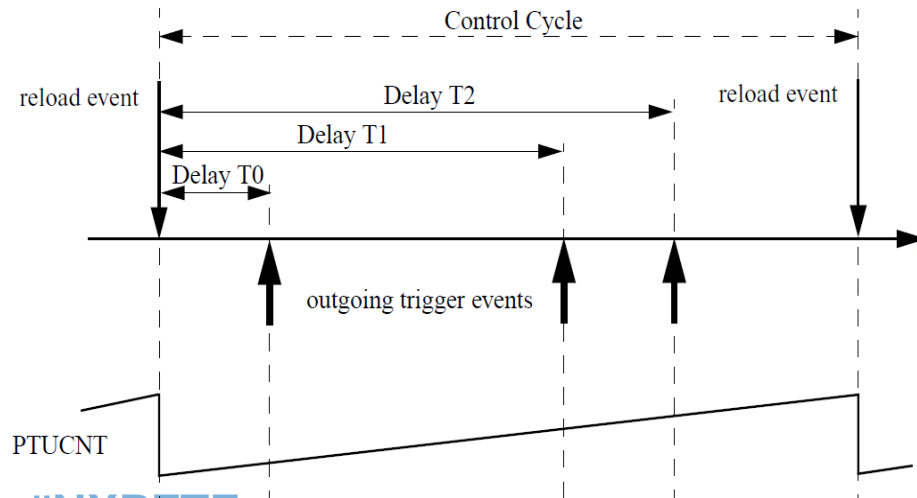 Control Cycle
reload event
Delay T2
reload event
Delay T1
Delay T0
outgoing trigger events
PTUCNT